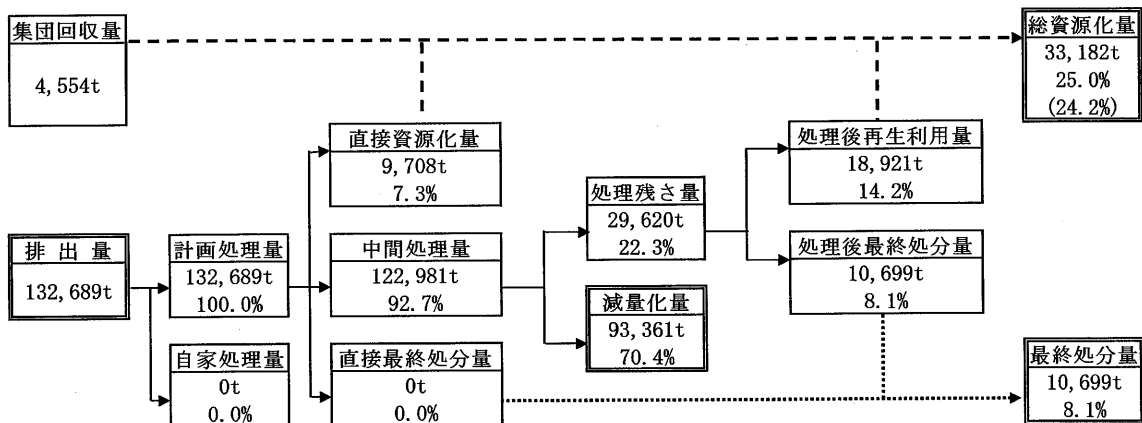 集団回収量
4,554t
総資源化量
33,182t
25.0%
(24.2%)
直接資源化量
9,708t
7.3%
処理後再生利用量
18,921t
14.2%
処理残さ量
29,620t
22.3%
排出量
132,689t
計画処理量
132,689t
100.0%
中間処理量
122,981t
92.7%
処理後最終処分量
10,699t
8.1%
減量化量
93,361t
70.4%
自家処理量
0t
0.0%
直接最終処分量
0t
0.0%
最終処分量
10,699t
8.1%